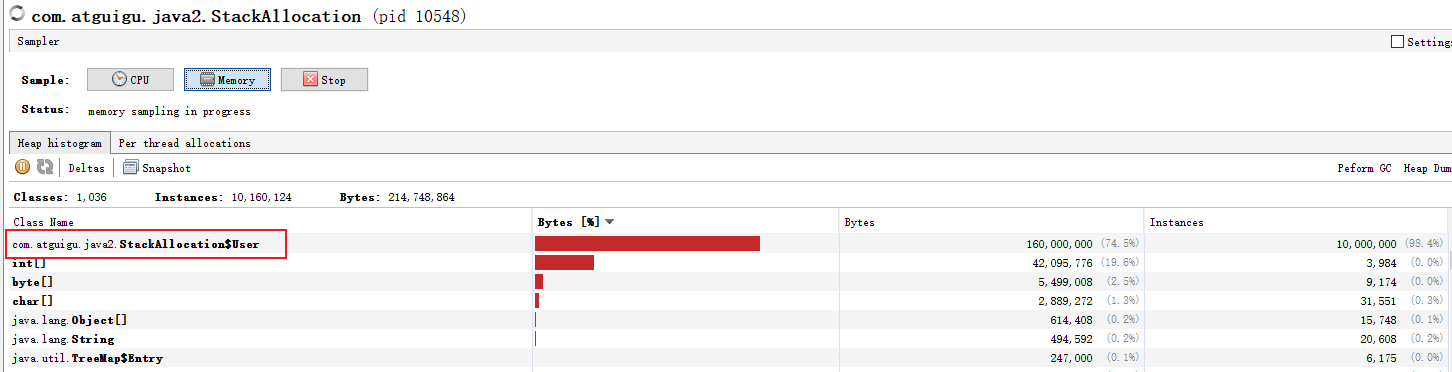 com.atguigu.java2.StackAllocation (pid 10548)
Sampler Settings
Sample: CPU Memory Stop
Status: memory sampling in progress
Heap histogram Per thread allocations
Deltas Snapshot Peform GC Heap Dum
Classes: 1,036 Instances: 10,160,124 Bytes: 214,748,864
Class Name Bytes [%] Bytes Instances
com.atguigu.java2.StackAllocation$User 160,000,000 (74.5%) 10,000,000 (98.4%)
int[] 42,095,776 (19.6%) 3,984 (0.0%)
byte[] 5,499,008 (2.5%) 9,174 (0.0%)
char[] 2,889,272 (1.3%) 31,551 (0.3%)
java.lang.Object[] 614,408 (0.2%) 15,748 (0.1%)
java.lang.String 494,592 (0.2%) 20,608 (0.2%)
java.util.TreeMap$Entry 247,000 (0.1%) 6,175 (0.0%)